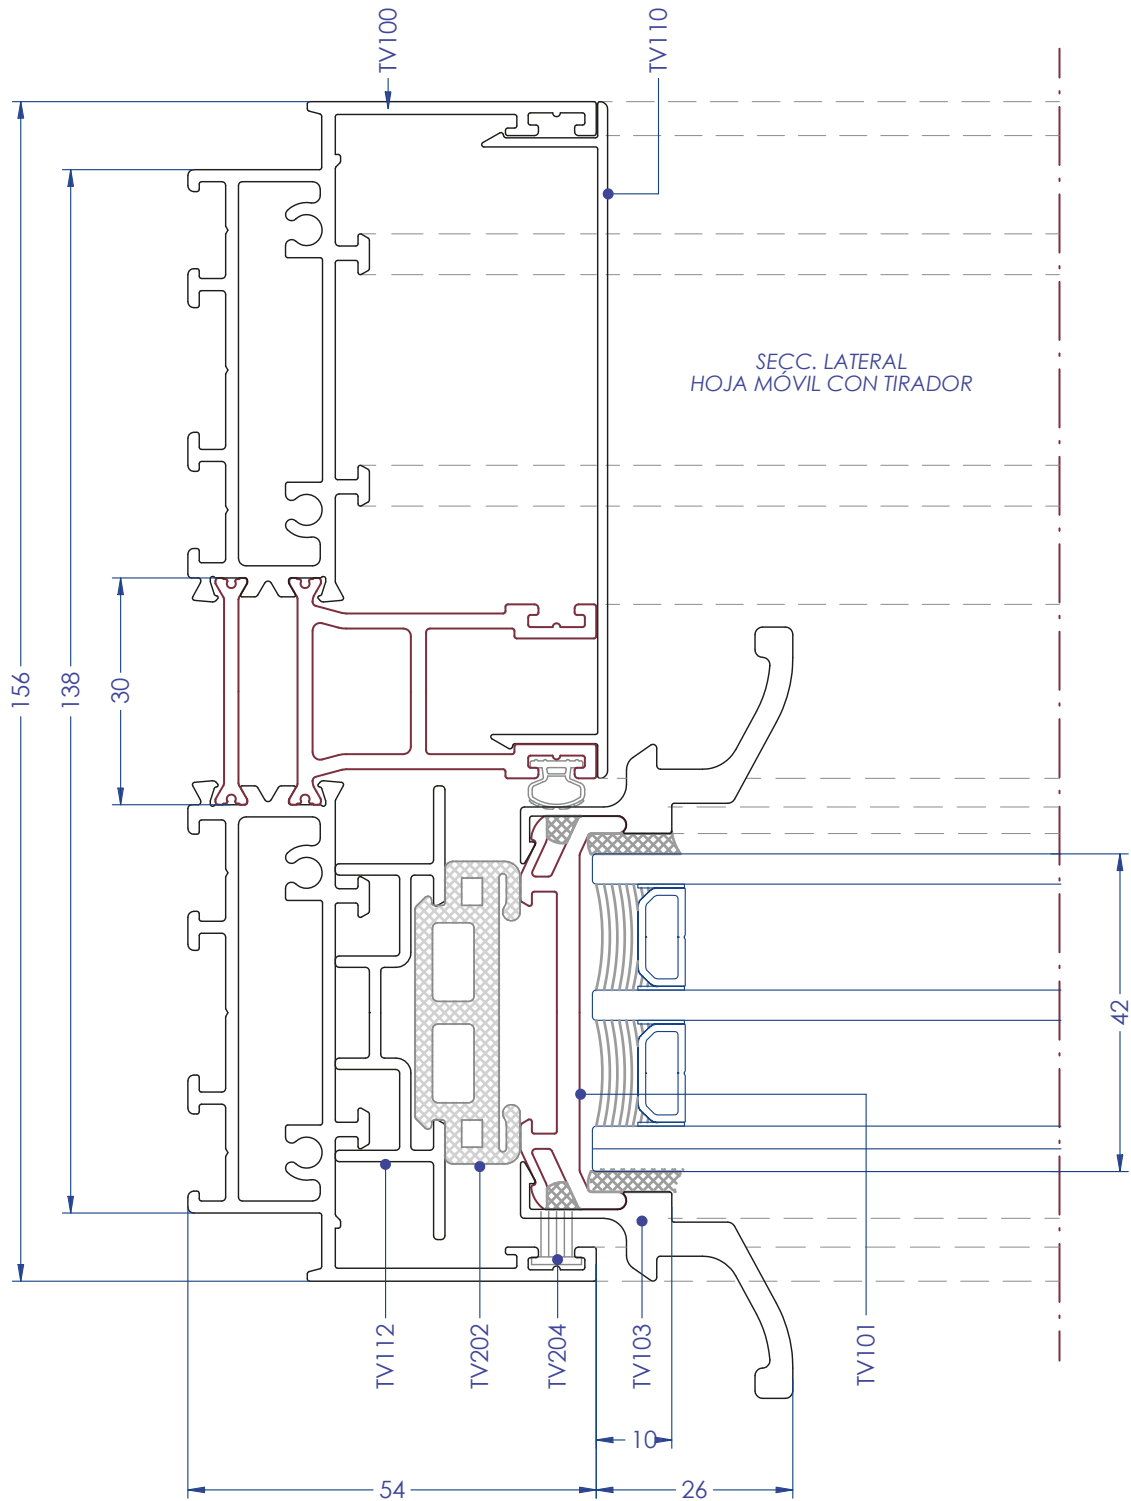 TV100
TV110
SECC. LATERAL
HOJA MÓVIL CON TIRADOR
156
138
30
42
TV112
TV202
TV204
TV103
TV101
10
54
26